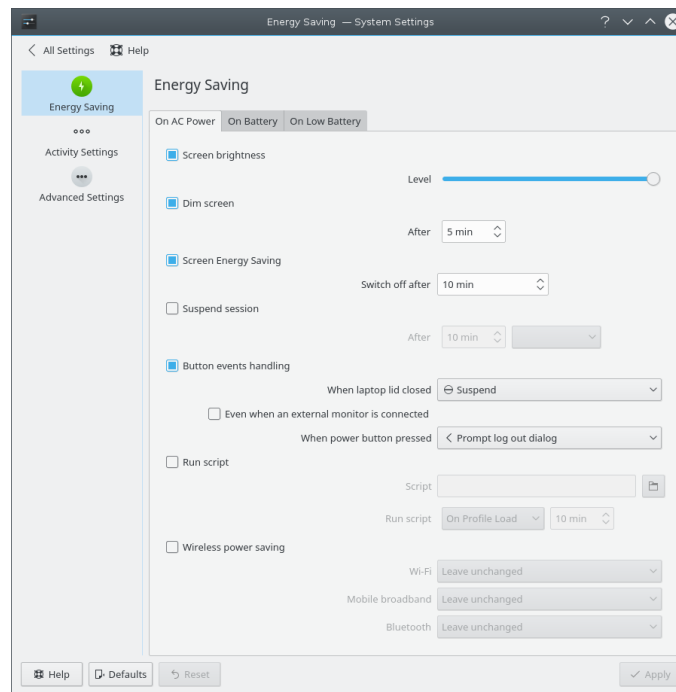 Energy Saving — System Settings
All Settings Help
Energy Saving
Activity Settings
Advanced Settings
Energy Saving
On AC Power On Battery On Low Battery
Screen brightness
Level
Dim screen
After 5 min
Screen Energy Saving
Switch off after 10 min
Suspend session
After 10 min
Button events handling
When laptop lid closed Suspend
Even when an external monitor is connected
When power button pressed Prompt log out dialog
Run script
Script
Run script On Profile Load 10 min
Wireless power saving
Wi-Fi Leave unchanged
Mobile broadband Leave unchanged
Bluetooth Leave unchanged
Help Defaults Reset Apply